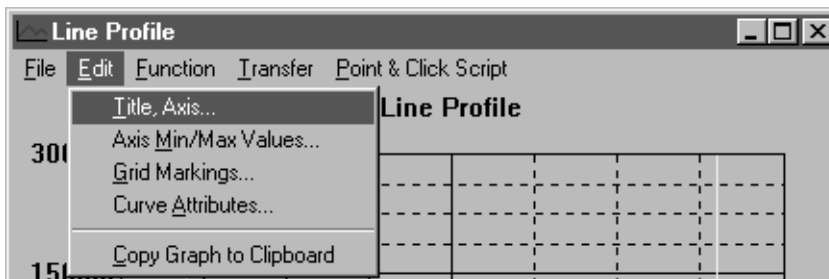 Line Profile
File Edit Function Transfer Point & Click Script
Title, Axis...
Line Profile
Axis Min/Max Values...
Grid Markings...
Curve Attributes...
Copy Graph to Clipboard